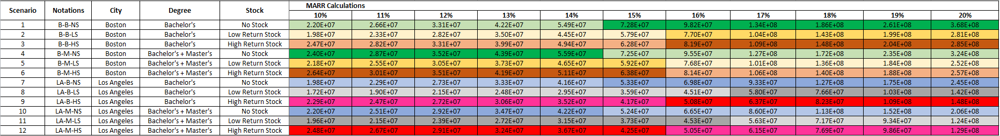 Scenario Notations City Degree Stock MARR Calculations
10% 11% 12% 13% 14% 15% 16% 17% 18% 19% 20%
1 B-B-NS Boston Bachelor's No Stock 2.20E+07 2.66E+07 3.31E+07 4.22E+07 5.49E+07 7.28E+07 9.82E+07 1.34E+08 1.86E+08 2.61E+08 3.68E+08
2 B-B-LS Boston Bachelor's Low Return Stock 1.98E+07 2.33E+07 2.82E+07 3.50E+07 4.45E+07 5.79E+07 7.70E+07 1.04E+08 1.43E+08 1.99E+08 2.81E+08
3 B-B-HS Boston Bachelor's High Return Stock 2.47E+07 2.82E+07 3.31E+07 3.99E+07 4.94E+07 6.28E+07 8.19E+07 1.09E+08 1.48E+08 2.04E+08 2.85E+08
4 B-M-NS Boston Bachelor's + Master's No Stock 2.40E+07 2.87E+07 3.52E+07 4.39E+07 5.59E+07 7.25E+07 9.55E+07 1.27E+08 1.72E+08 2.35E+08 3.24E+08
5 B-M-LS Boston Bachelor's + Master's Low Return Stock 2.18E+07 2.55E+07 3.05E+07 3.73E+07 4.65E+07 5.92E+07 7.68E+07 1.01E+08 1.36E+08 1.84E+08 2.52E+08
6 B-M-HS Boston Bachelor's + Master's High Return Stock 2.64E+07 3.01E+07 3.51E+07 4.19E+07 5.11E+07 6.38E+07 8.14E+07 1.06E+08 1.40E+08 1.88E+08 2.57E+08
7 LA-B-NS Los Angeles Bachelor's No Stock 1.98E+07 2.29E+07 2.73E+07 3.33E+07 4.16E+07 5.33E+07 6.98E+07 9.33E+07 1.27E+08 1.75E+08 2.45E+08
8 LA-B-LS Los Angeles Bachelor's Low Return Stock 1.72E+07 1.90E+07 2.15E+07 2.48E+07 2.95E+07 3.59E+07 4.51E+07 5.80E+07 7.66E+07 1.03E+08 1.42E+08
9 LA-B-HS Los Angeles Bachelor's High Return Stock 2.29E+07 2.47E+07 2.72E+07 3.06E+07 3.52E+07 4.17E+07 5.08E+07 6.37E+07 8.23E+07 1.09E+08 1.48E+08
10 LA-M-NS Los Angeles Bachelor's + Master's No Stock 2.20E+07 2.51E+07 2.92E+07 3.47E+07 4.22E+07 5.24E+07 6.65E+07 8.60E+07 1.13E+08 1.52E+08 2.06E+08
11 LA-M-LS Los Angeles Bachelor's + Master's Low Return Stock 1.96E+07 2.15E+07 2.39E+07 2.72E+07 3.15E+07 3.73E+07 4.53E+07 5.63E+07 7.17E+07 9.34E+07 1.24E+08
12 LA-M-HS Los Angeles Bachelor's + Master's High Return Stock 2.48E+07 2.67E+07 2.91E+07 3.24E+07 3.67E+07 4.25E+07 5.05E+07 6.15E+07 7.69E+07 9.86E+07 1.29E+08